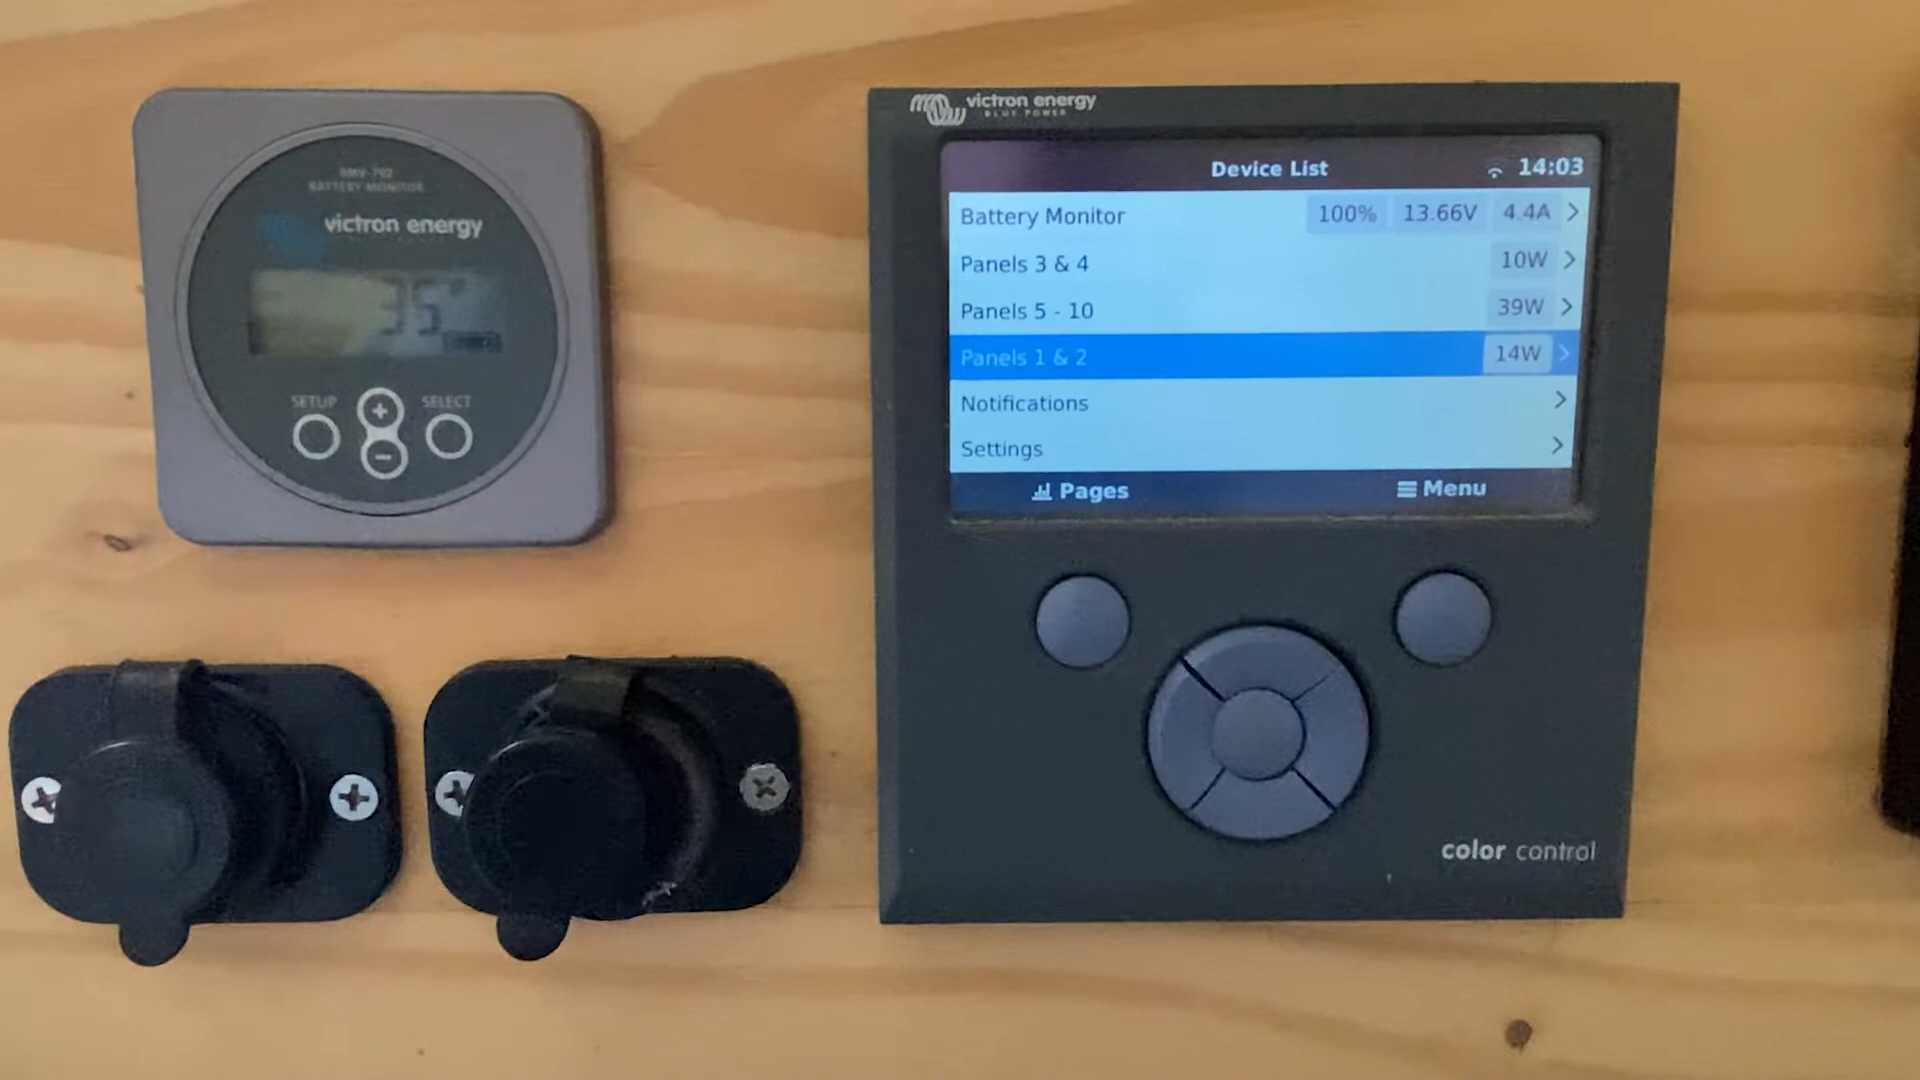 BMV-702
BATTERY MONITOR
victron energy
35°
SETUP
+
SELECT
−
victron energy
BLUE POWER
Device List 14:03
Battery Monitor 100% 13.66V 4.4A
Panels 3 & 4 10W
Panels 5 - 10 39W
Panels 1 & 2 14W
Notifications
Settings
Pages Menu
color control